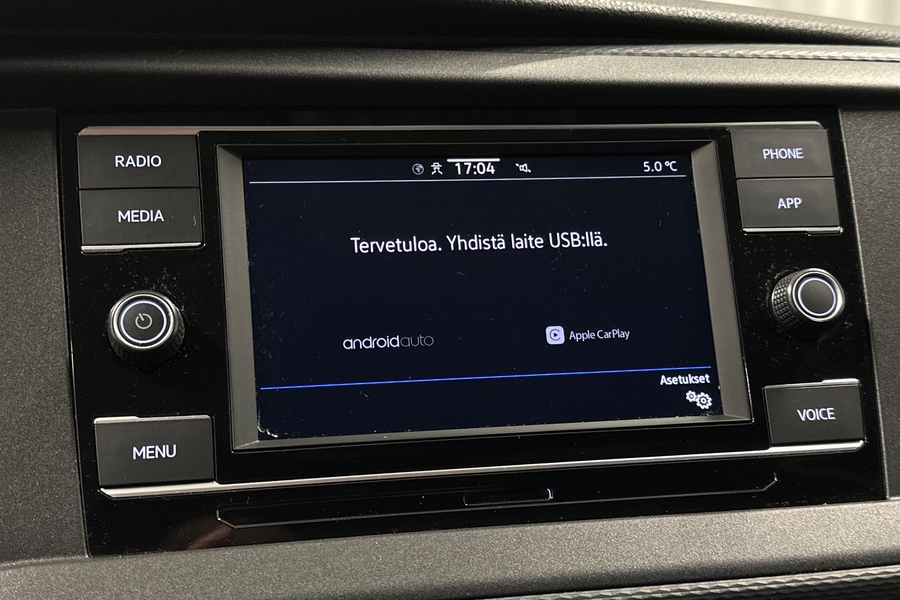 RADIO
MEDIA
MENU
17:04
5.0 °C
Tervetuloa. Yhdistä laite USB:llä.
androidauto
Apple CarPlay
Asetukset
PHONE
APP
VOICE